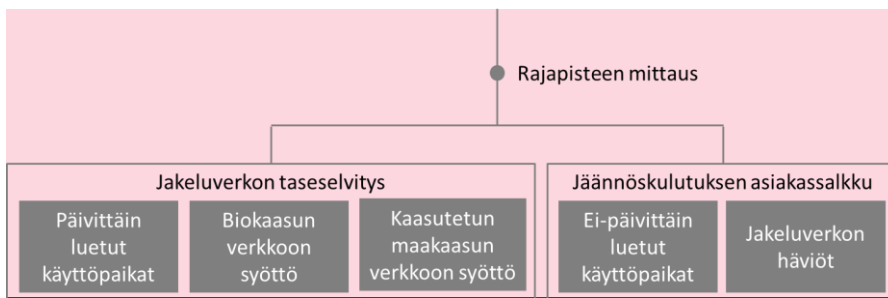 Rajapisteen mittaus
Jakeluverkon taseselvitys
Päivittäin
luetut
käyttöpaikat
Biokaasun
verkkoon
syöttö
Kaasutetun
maakaasun
verkkoon syöttö
Jäännöskulutuksen asiakassalkku
Ei-päivittäin
luetut
käyttöpaikat
Jakeluverkon
häviöt